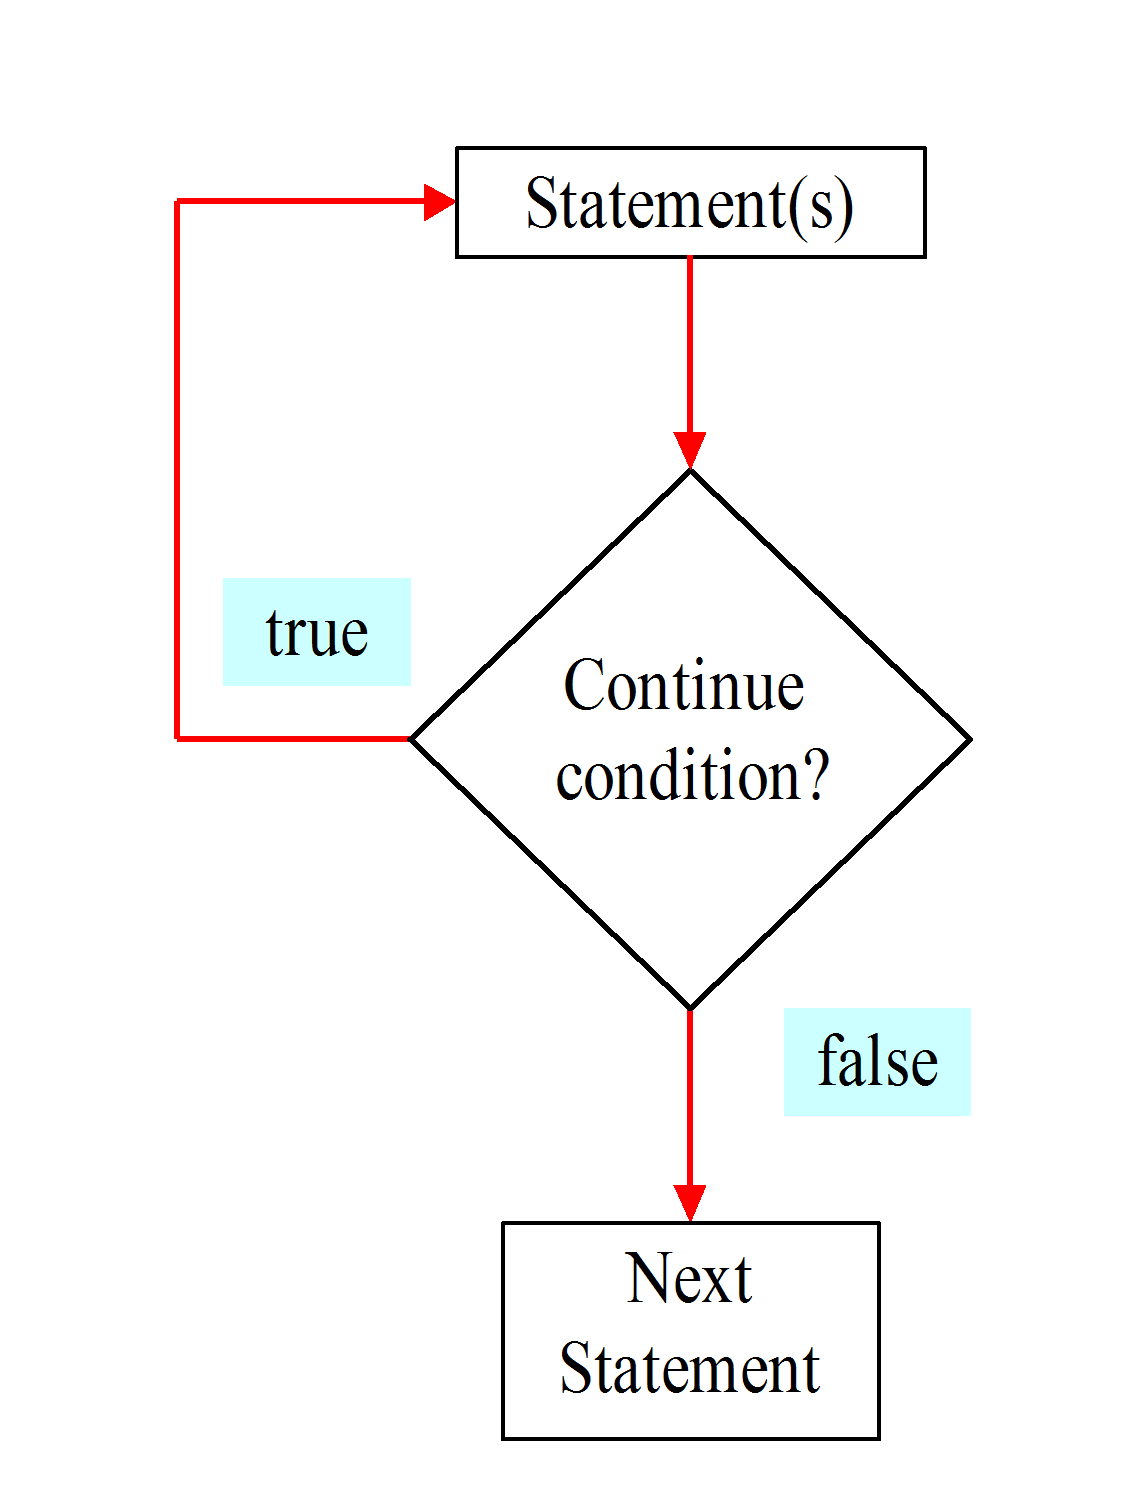 Statement(s)
true
Continue
condition?
false
Next
Statement